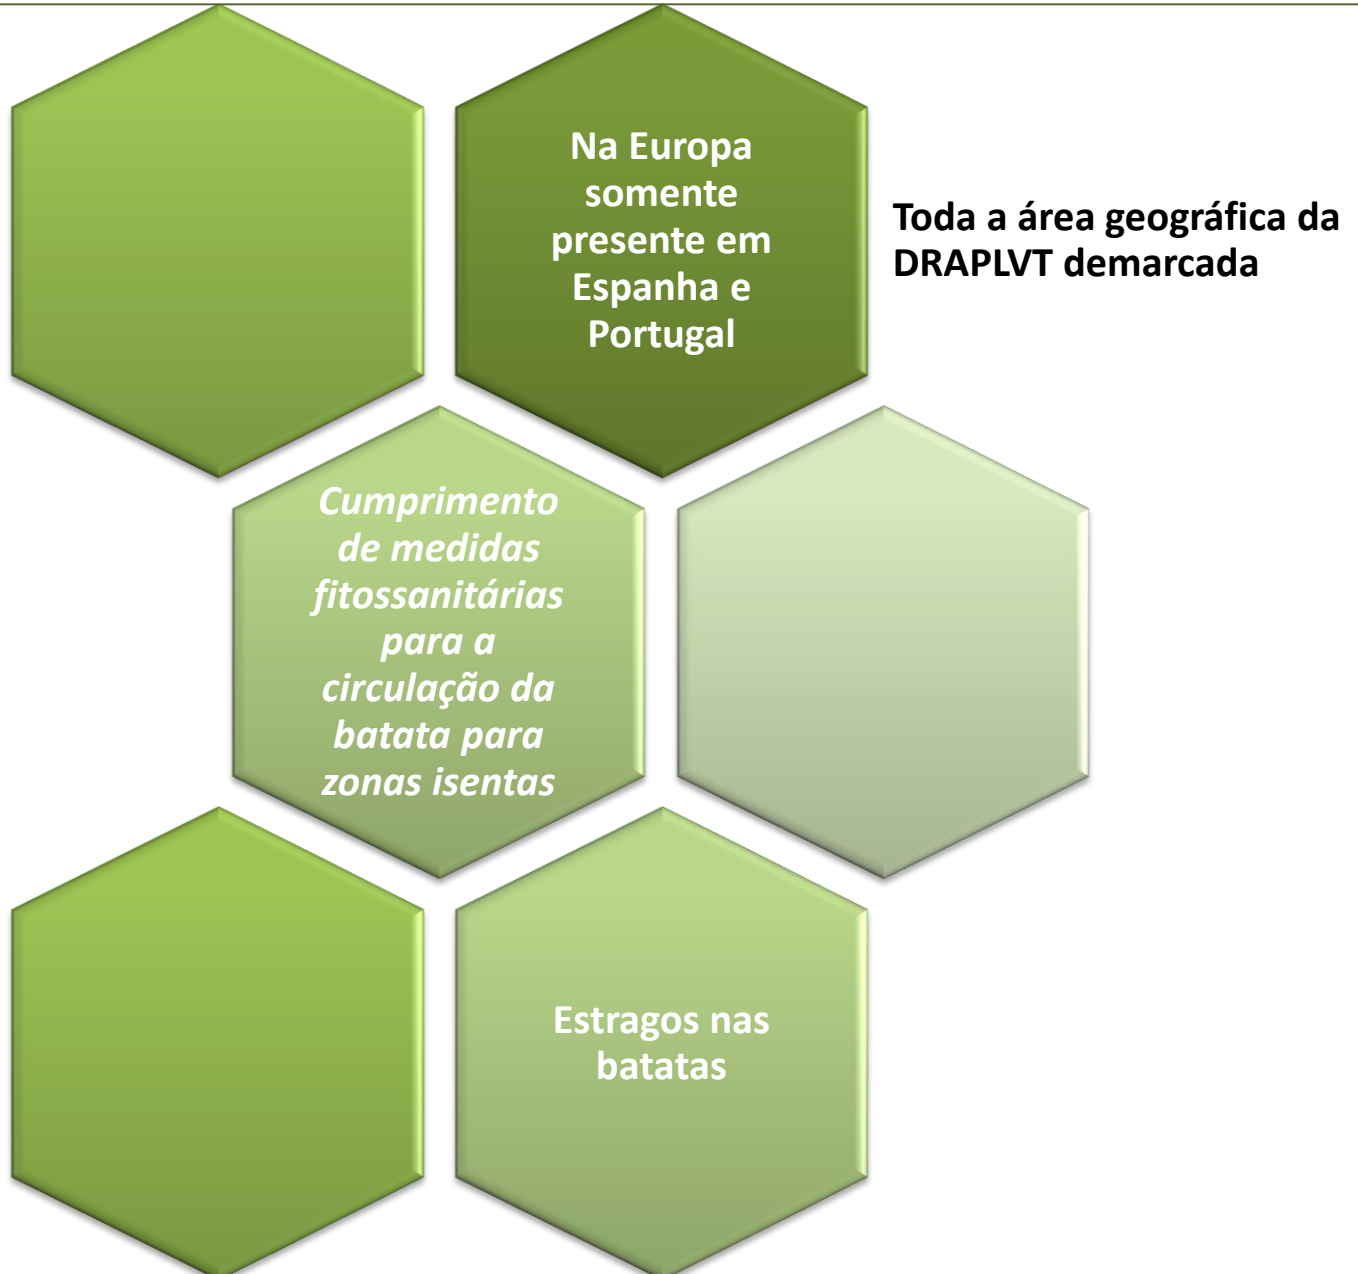 Na Europa
somente
presente em
Espanha e
Portugal
Toda a área geográfica da
DRAPLVT demarcada
Cumprimento
de medidas
fitossanitárias
para a
circulação da
batata para
zonas isentas
Estragos nas
batatas